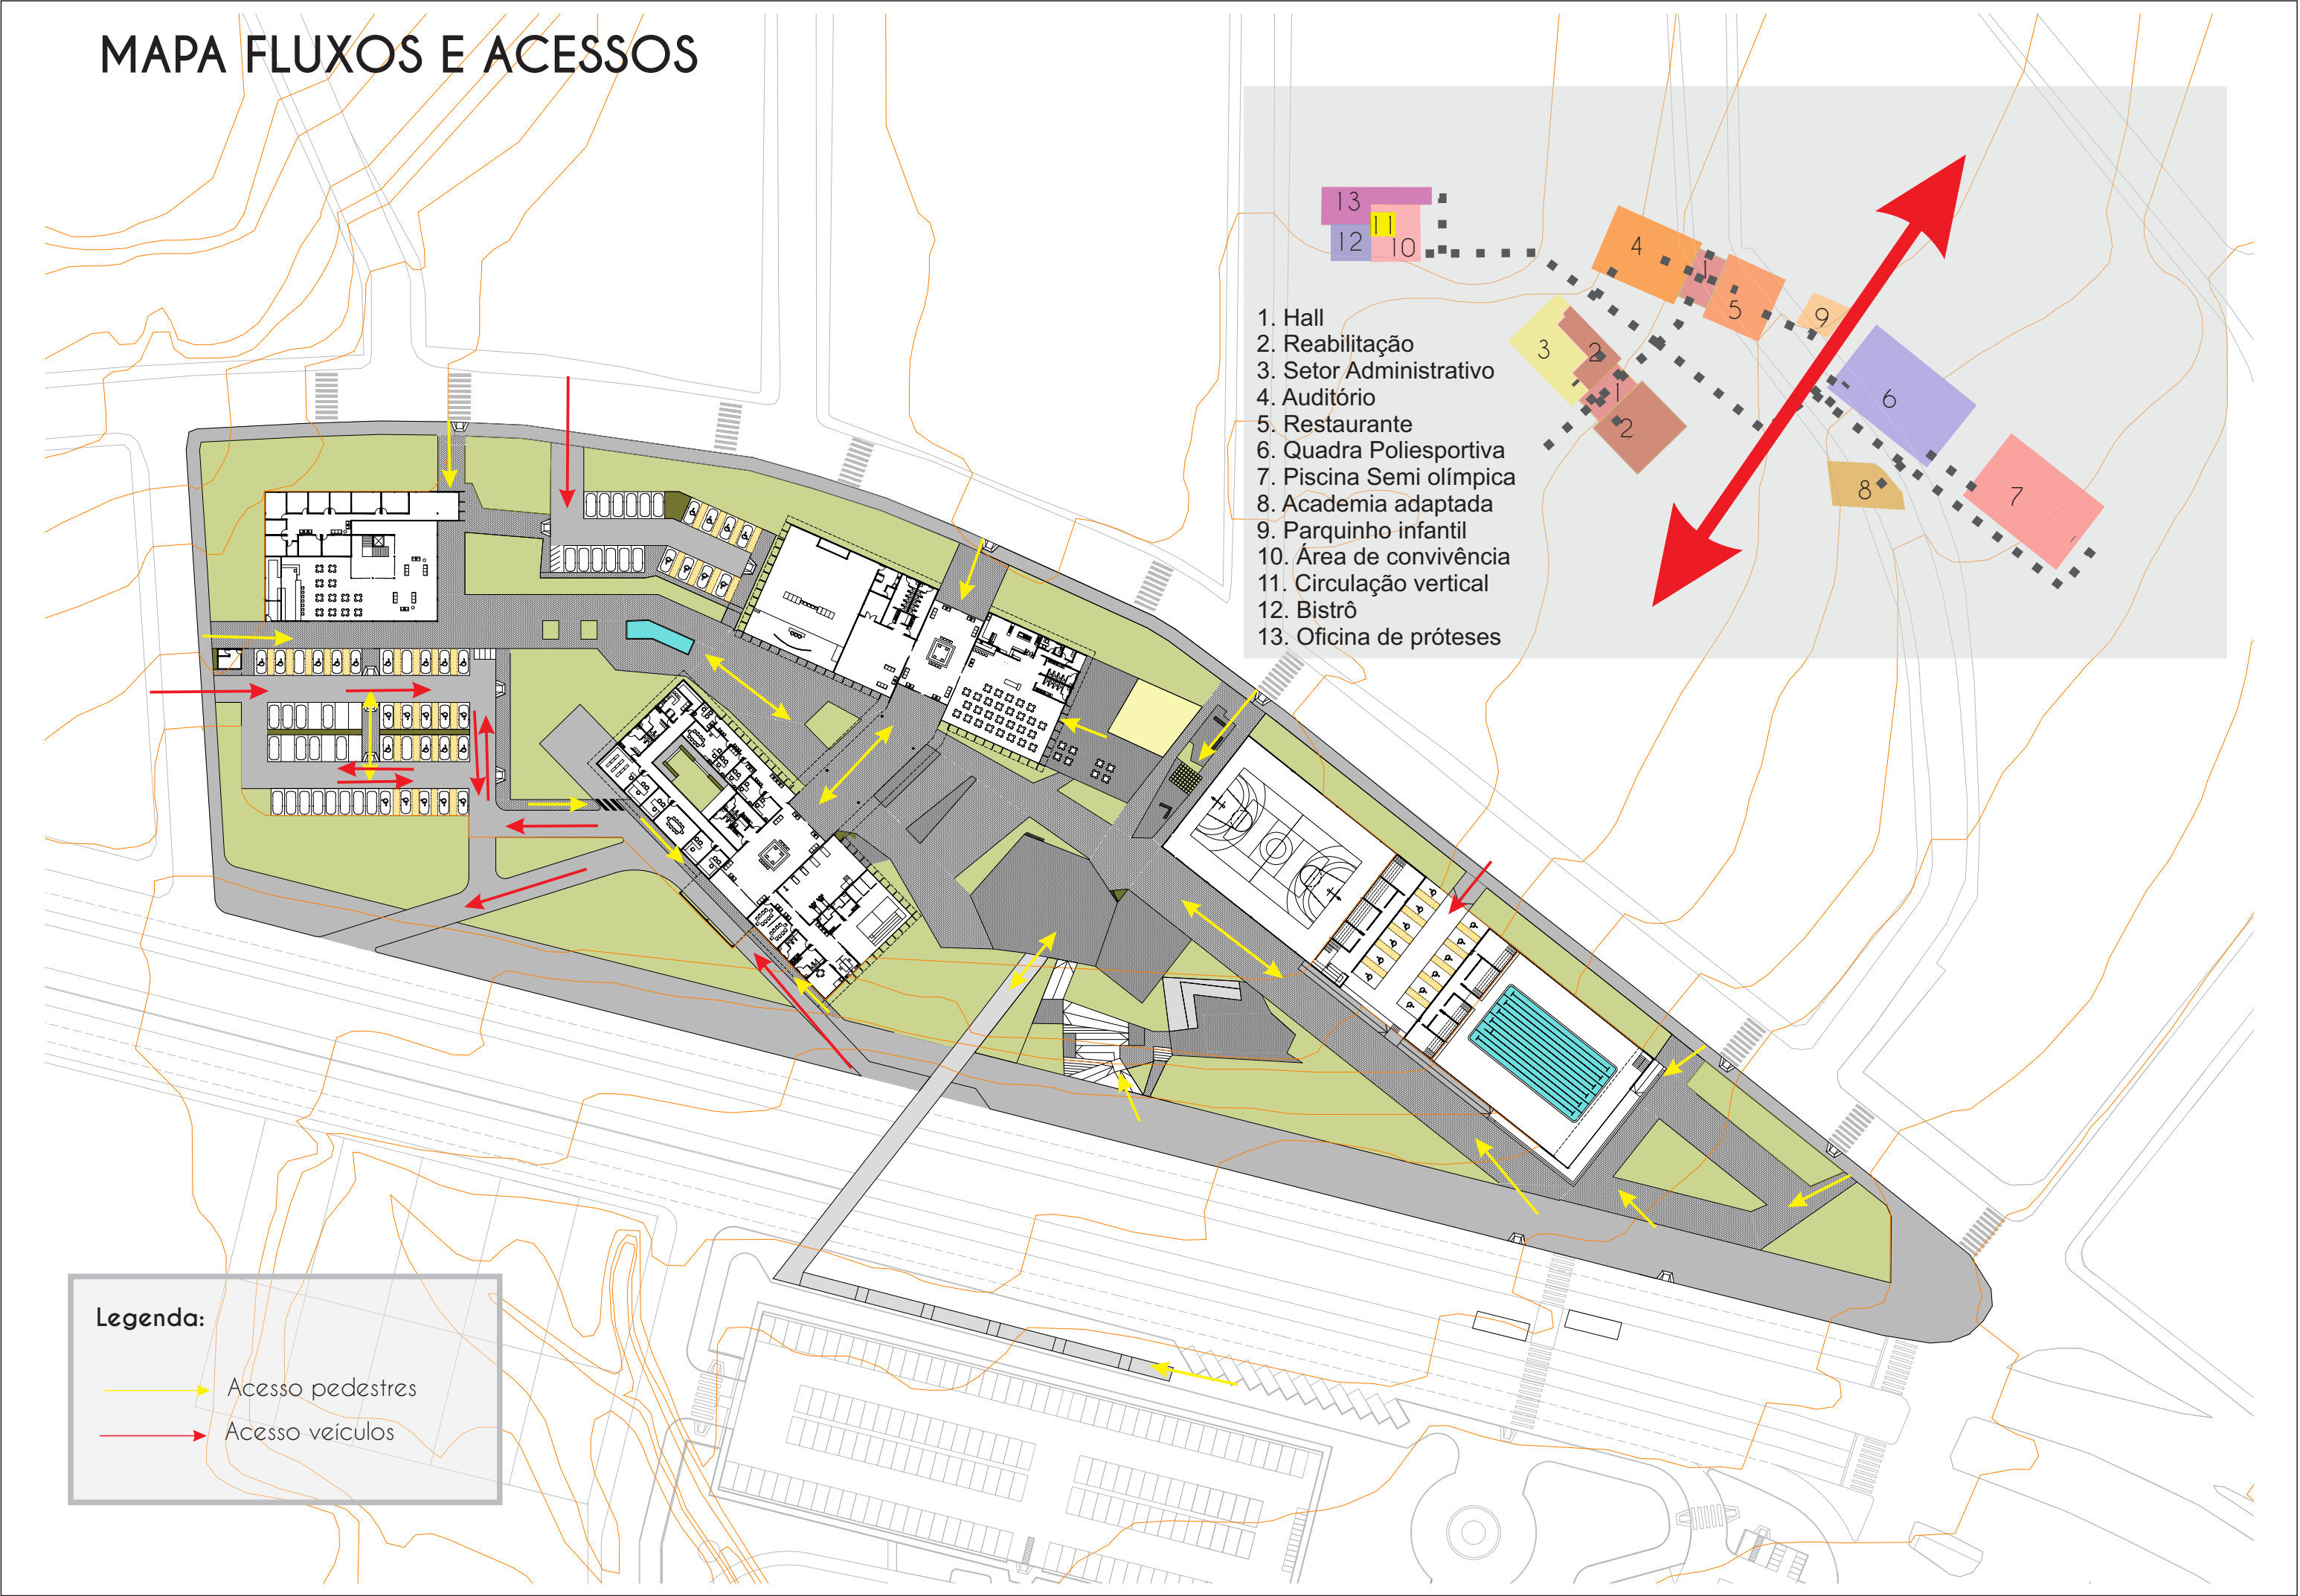 MAPA FLUXOS E ACESSOS
13
11
12
10
4
1
5
9
3
2
1
2
6
8
7
1. Hall
2. Reabilitação
3. Setor Administrativo
4. Auditório
5. Restaurante
6. Quadra Poliesportiva
7. Piscina Semi olímpica
8. Academia adaptada
9. Parquinho infantil
10. Área de convivência
11. Circulação vertical
12. Bistrô
13. Oficina de próteses
Legenda:
Acesso pedestres
Acesso veículos